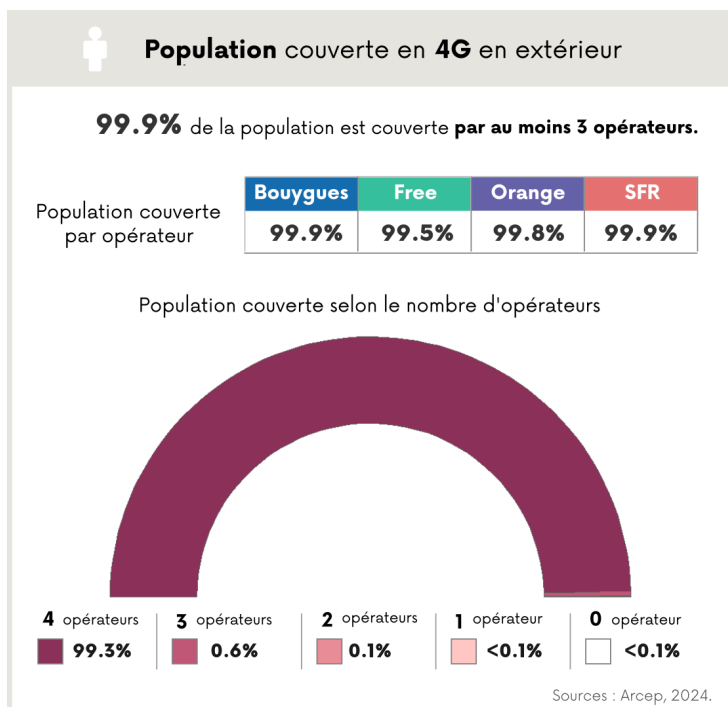 Population couverte en 4G en extérieur
99.9% de la population est couverte par au moins 3 opérateurs.
Bouygues Free Orange SFR
Population couverte
par opérateur
99.9% 99.5% 99.8% 99.9%
Population couverte selon le nombre d'opérateurs
4 opérateurs 3 opérateurs 2 opérateurs 1 opérateur 0 opérateur
99.3% 0.6% 0.1% <0.1% <0.1%
Sources : Arcep, 2024.